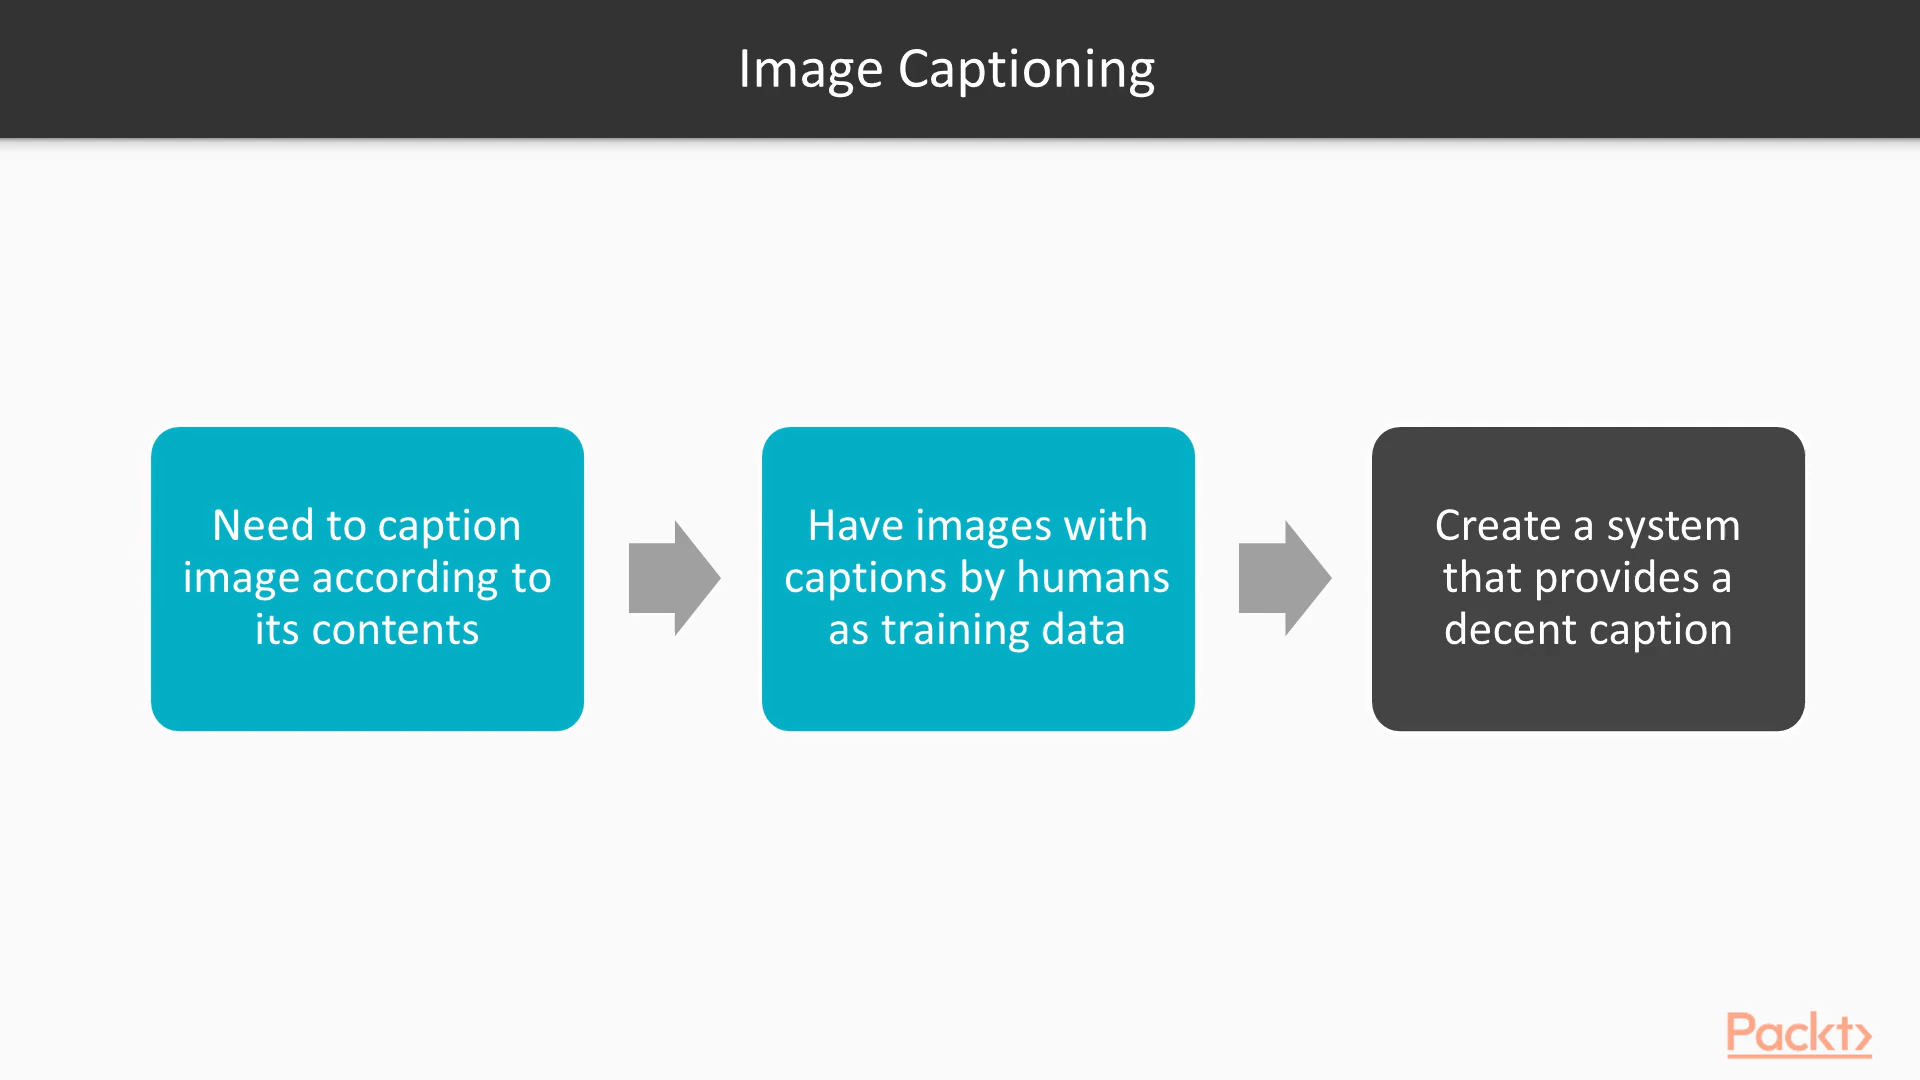 Image Captioning
Need to caption
image according to
its contents
Have images with
captions by humans
as training data
Create a system
that provides a
decent caption
Packt>